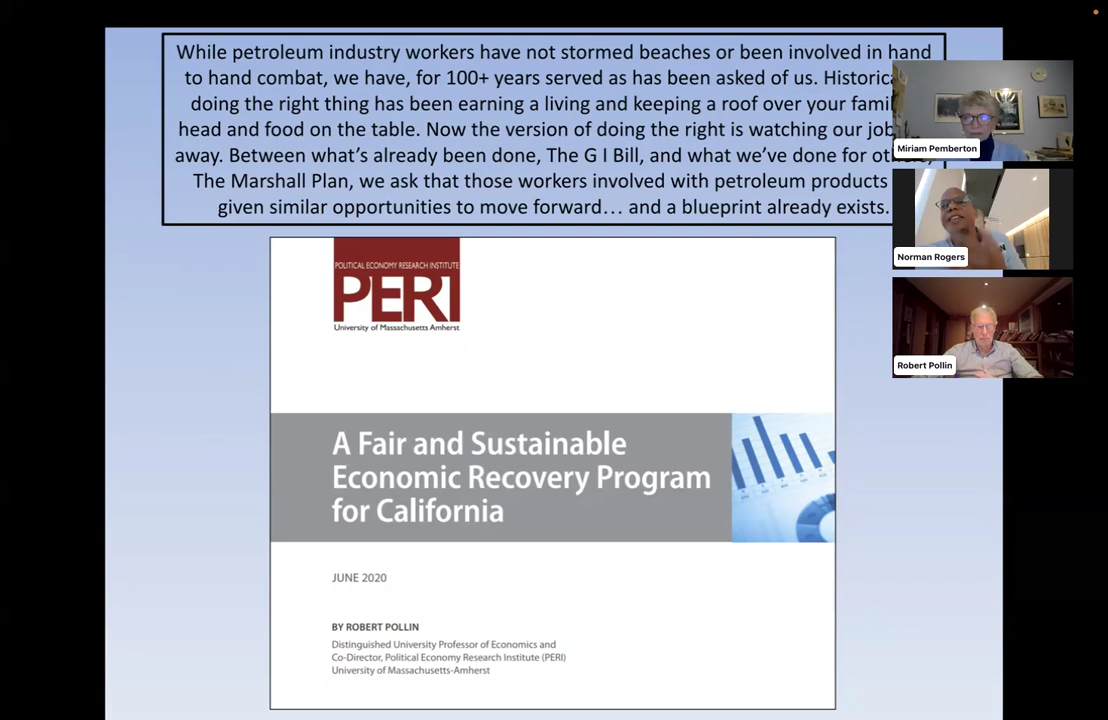 While petroleum industry workers have not stormed beaches or been involved in hand
to hand combat, we have, for 100+ years served as has been asked of us.
doing the right thing has been earning a living and keeping a roof over your
head and food on the table. Now the version of doing the right is watching our
away. Between what's already been done, The G I Bill, and what we've done for
The Marshall Plan, we ask that those workers involved with petroleum products
given similar opportunities to move forward… and a blueprint already exists.
Miriam Pemberton
Norman Rogers
Robert Pollin
POLITICAL ECONOMY RESEARCH INSTITUTE
PERI
University of Massachusetts Amherst
A Fair and Sustainable
Economic Recovery Program
for California
JUNE 2020
BY ROBERT POLLIN
Distinguished University Professor of Economics and
Co-Director, Political Economy Research Institute (PERI)
University of Massachusetts-Amherst